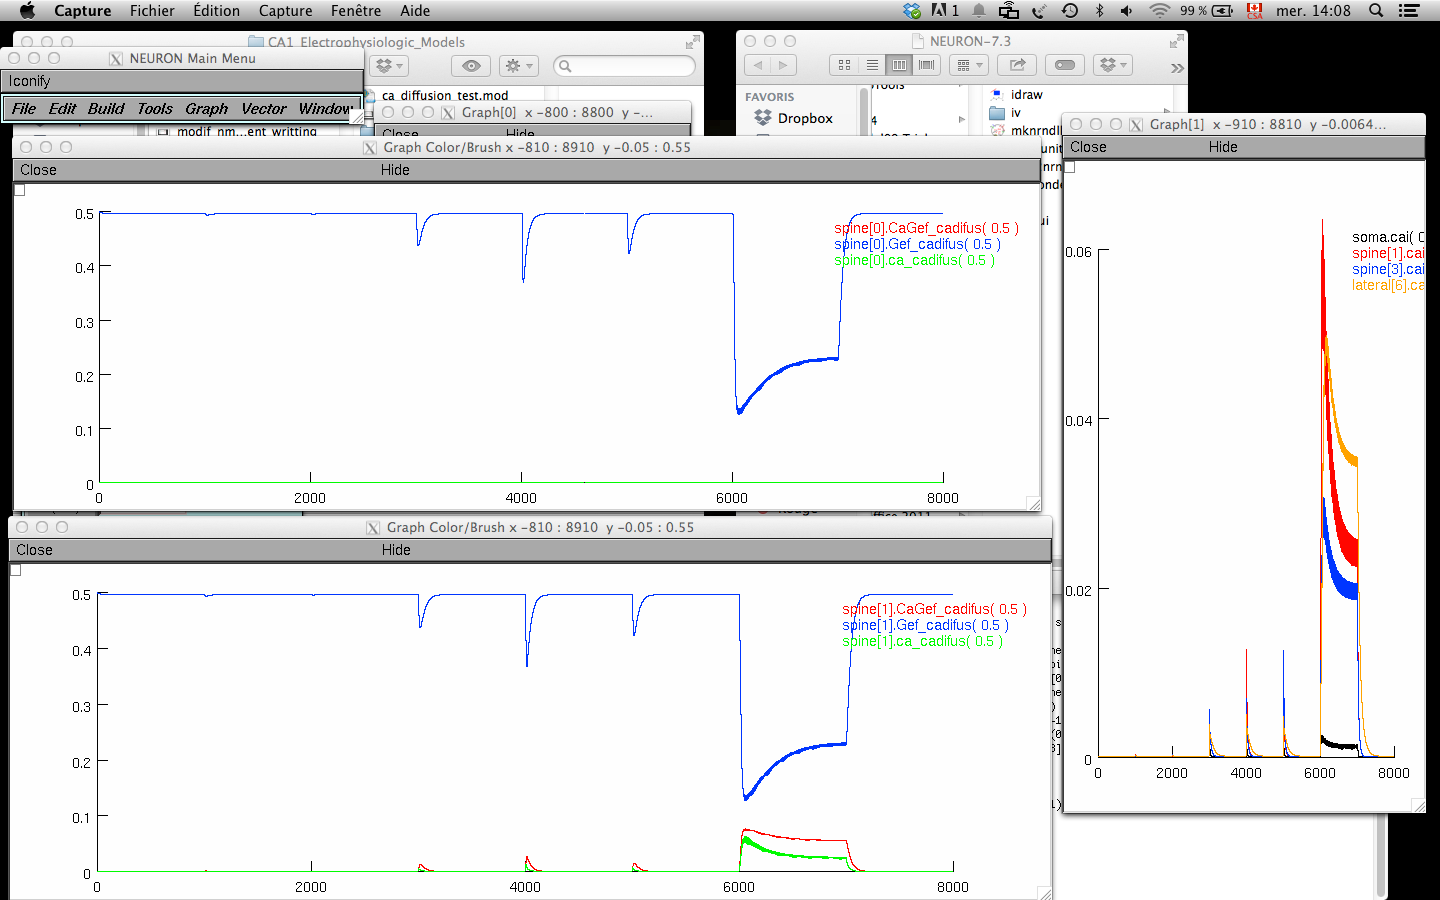 Capture Fichier Édition Capture Fenêtre Aide 1 99 % CSA mer. 14:08
CA1_Electrophysiologic_Models
NEURON-7.3
NEURON Main Menu
Iconify
File Edit Build Tools Graph Vector Window
ca_diffusion_test.mod
modif_nm...ent_writting
Graph[0] x -800 : 8800 y -...
Close Hide
FAVORIS
Dropbox
idraw
iv
mknrndl
Graph Color/Brush x -810 : 8910 y -0.05 : 0.55
Close Hide
0.5
0.4
0.3
0.2
0.1
0
0 2000 4000 6000 8000
spine[0].CaGef_cadifus( 0.5 )
spine[0].Gef_cadifus( 0.5 )
spine[0].ca_cadifus( 0.5 )
Graph Color/Brush x -810 : 8910 y -0.05 : 0.55
Close Hide
0.5
0.4
0.3
0.2
0.1
0
0 2000 4000 6000 8000
spine[1].CaGef_cadifus( 0.5 )
spine[1].Gef_cadifus( 0.5 )
spine[1].ca_cadifus( 0.5 )
Graph[1] x -910 : 8810 y -0.0064...
Close Hide
soma.cai( 0
spine[1].cai
spine[3].cai
lateral[6].ca
0.06
0.04
0.02
0
0 2000 4000 6000 8000